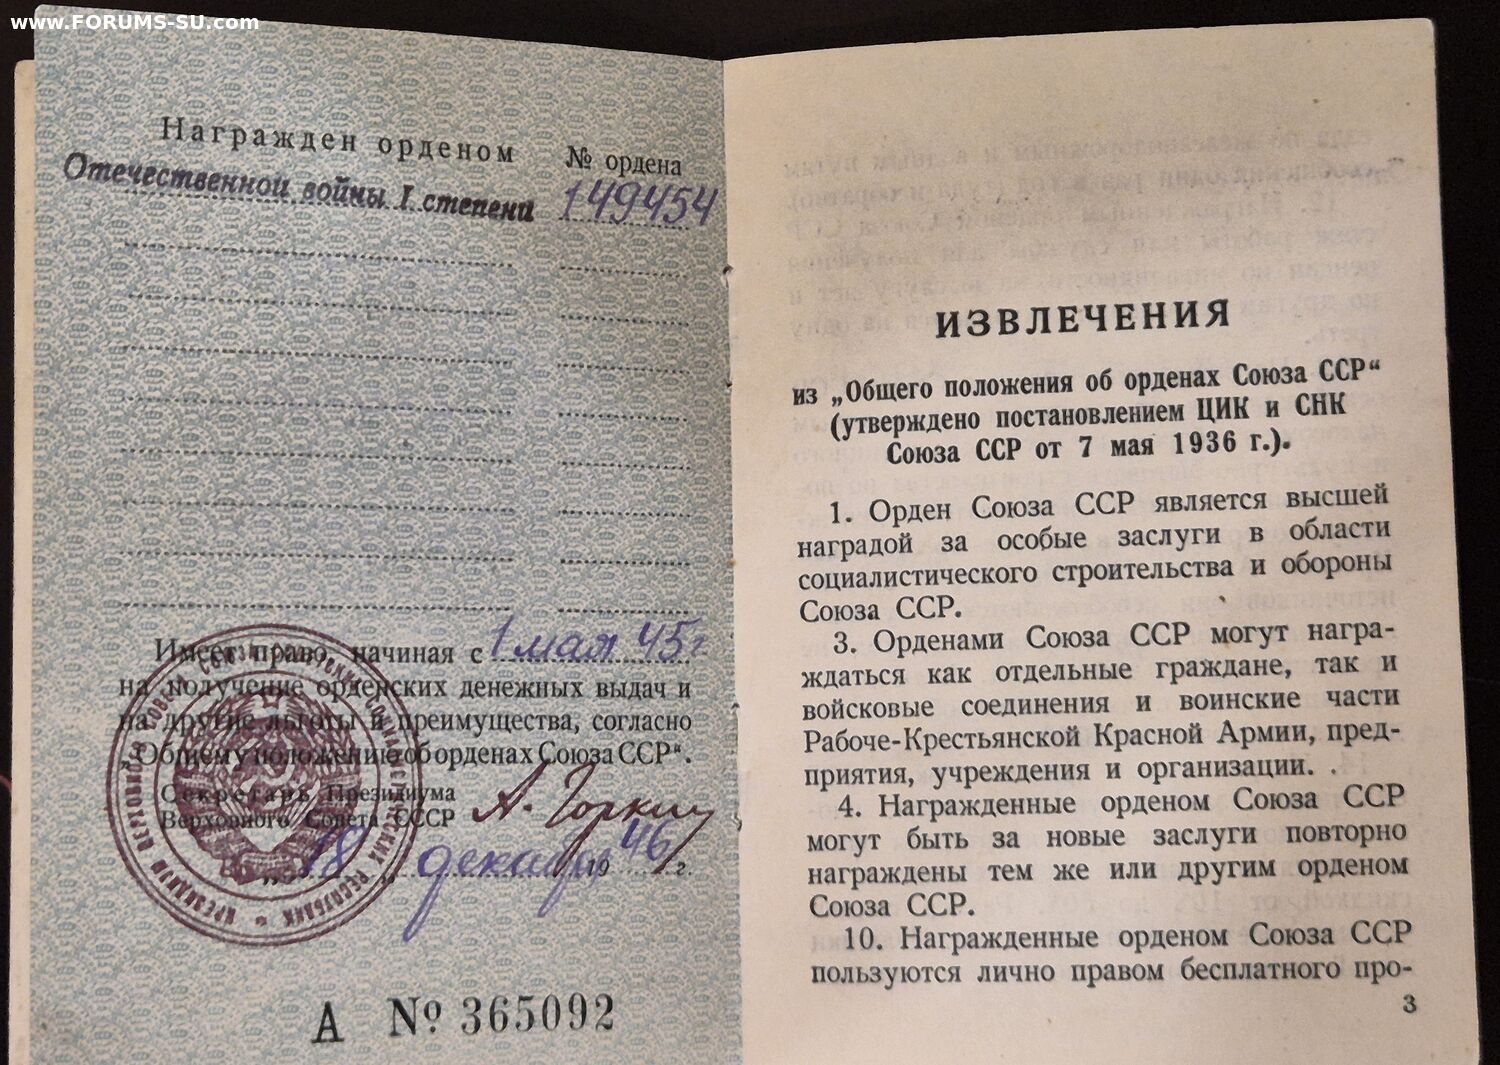 www.FORUMS-SU.com
Награжден орденом № ордена
Отечественной войны I степени 149454
Имеет право, начиная с 1 мая 45 г
на получение орденских денежных выдач и
на другие льготы и преимущества, согласно
„Общему положению об орденах Союза ССР“.
Секретарь Президиума
Верховного Совета СССР А. Горкин
„18“ декабря 1946 г.
А № 365092
ИЗВЛЕЧЕНИЯ
из „Общего положения об орденах Союза ССР“
(утверждено постановлением ЦИК и СНК
Союза ССР от 7 мая 1936 г.).
1. Орден Союза ССР является высшей
наградой за особые заслуги в области
социалистического строительства и обороны
Союза ССР.
3. Орденами Союза ССР могут награ-
ждаться как отдельные граждане, так и
войсковые соединения и воинские части
Рабоче-Крестьянской Красной Армии, пред-
приятия, учреждения и организации.
4. Награжденные орденом Союза ССР
могут быть за новые заслуги повторно
награждены тем же или другим орденом
Союза ССР.
10. Награжденные орденом Союза ССР
пользуются лично правом бесплатного про-
3